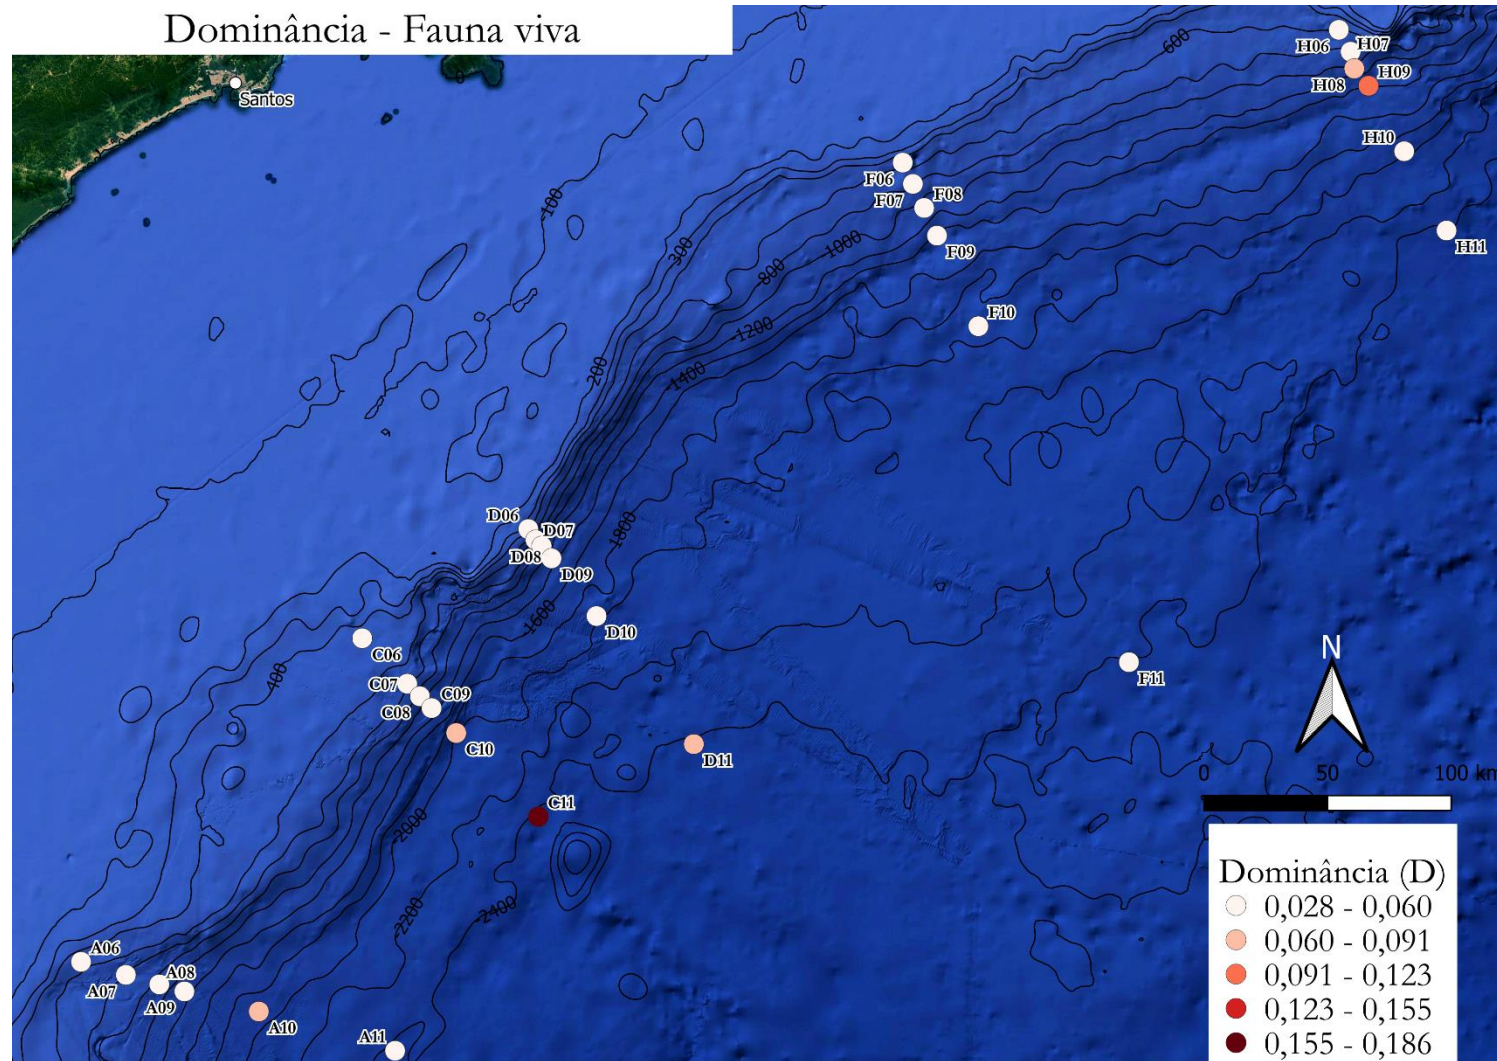 Dominância - Fauna viva
Santos
-100
300
200
600
800
1000
-1200
1400
1600
1800
400
-2000
-2200
-2400
H06
H07
H08
H09
H10
H11
F06
F07
F08
F09
F10
F11
D06
D07
D08
D09
D10
D11
C06
C07
C08
C09
C10
C11
A06
A07
A08
A09
A10
A11
N
0 50 100 km
Dominância (D)
0,028 - 0,060
0,060 - 0,091
0,091 - 0,123
0,123 - 0,155
0,155 - 0,186